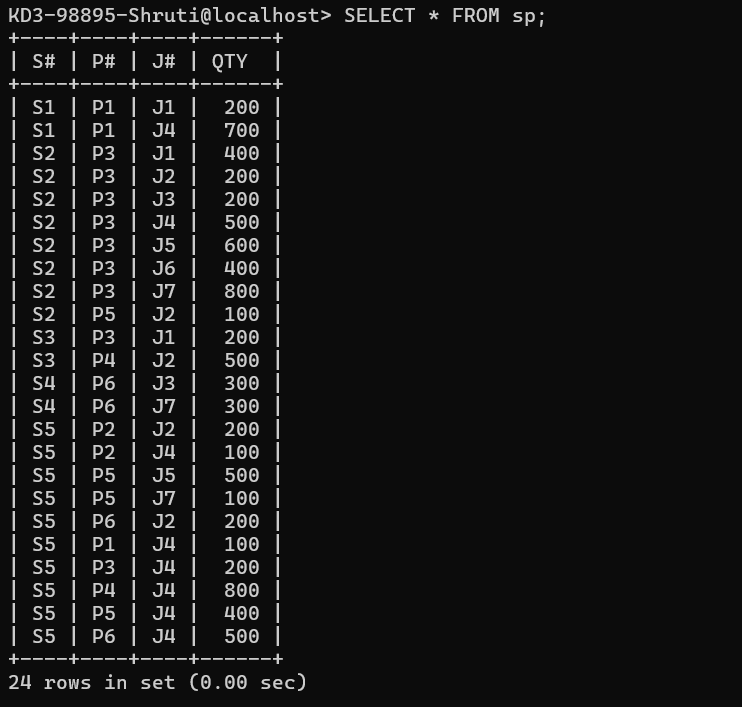 KD3-98895-Shruti@localhost> SELECT * FROM sp;
+----+----+----+------+
| S# | P# | J# | QTY  |
+----+----+----+------+
| S1 | P1 | J1 |  200 |
| S1 | P1 | J4 |  700 |
| S2 | P3 | J1 |  400 |
| S2 | P3 | J2 |  200 |
| S2 | P3 | J3 |  200 |
| S2 | P3 | J4 |  500 |
| S2 | P3 | J5 |  600 |
| S2 | P3 | J6 |  400 |
| S2 | P3 | J7 |  800 |
| S2 | P5 | J2 |  100 |
| S3 | P3 | J1 |  200 |
| S3 | P4 | J2 |  500 |
| S4 | P6 | J3 |  300 |
| S4 | P6 | J7 |  300 |
| S5 | P2 | J2 |  200 |
| S5 | P2 | J4 |  100 |
| S5 | P5 | J5 |  500 |
| S5 | P5 | J7 |  100 |
| S5 | P6 | J2 |  200 |
| S5 | P1 | J4 |  100 |
| S5 | P3 | J4 |  200 |
| S5 | P4 | J4 |  800 |
| S5 | P5 | J4 |  400 |
| S5 | P6 | J4 |  500 |
+----+----+----+------+
24 rows in set (0.00 sec)